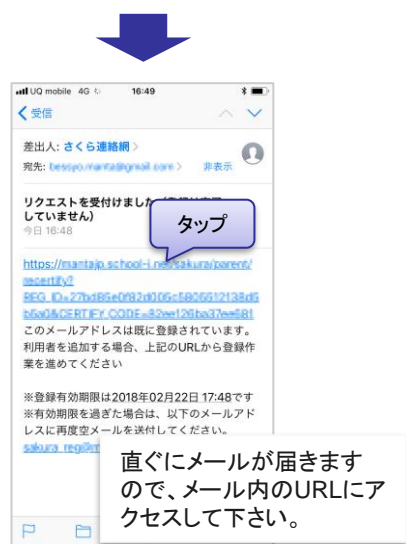 UQ mobile 4G 16:49
受信
差出人: さくら連絡網
宛先: 非表示
リクエストを受付けました
していません)
今日 16:48
タップ
https://mantajp.school-i.net/sakura/parent/
recertify?
このメールアドレスは既に登録されています。
利用者を追加する場合、上記のURLから登録作
業を進めてください
※登録有効期限は2018年02月22日 17:48です
※有効期限を過ぎた場合は、以下のメールアド
レスに再度空メールを送付してください。
直ぐにメールが届きます
ので、メール内のURLにア
クセスして下さい。